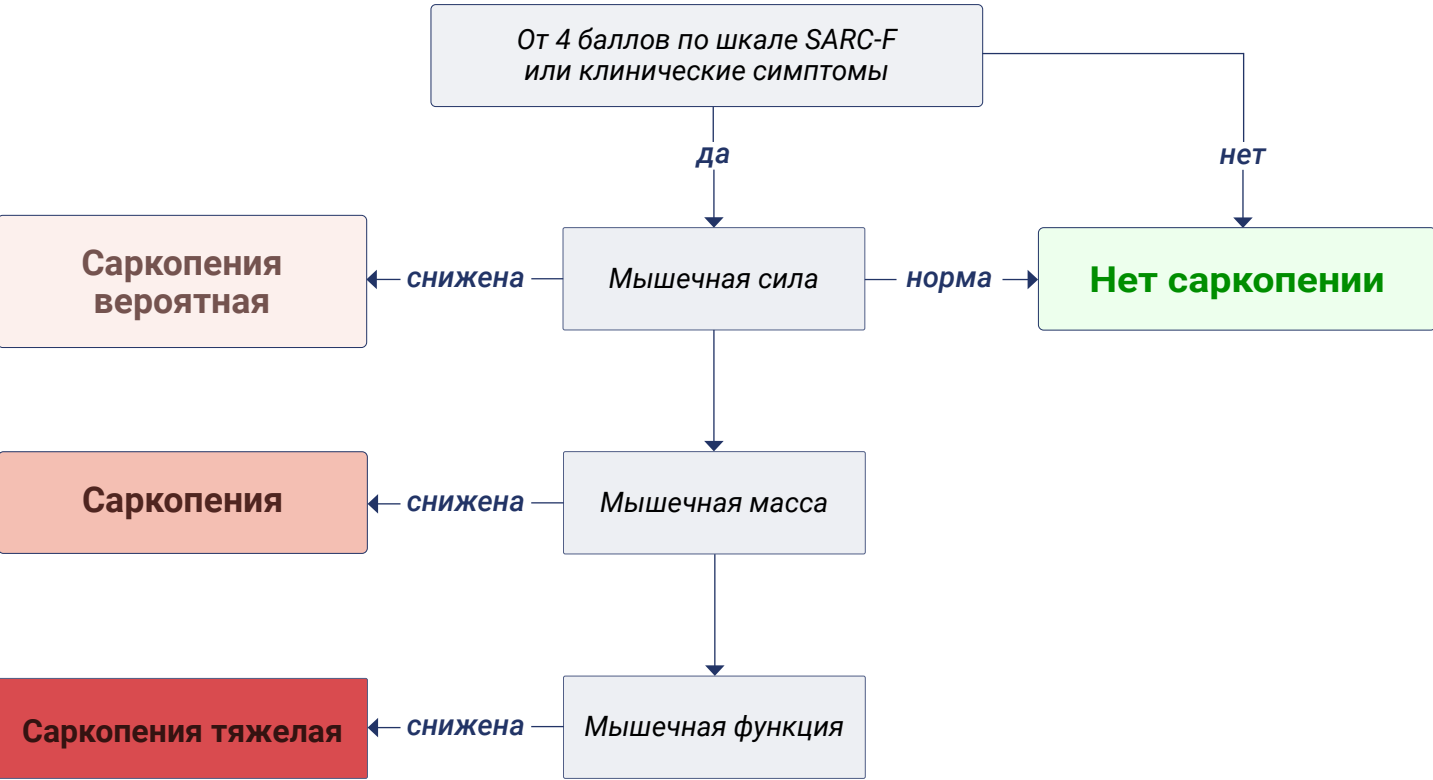 От 4 баллов по шкале SARC-F
или клинические симптомы
да
нет
Саркопения
вероятная
снижена
Мышечная сила
норма
Нет саркопении
Саркопения
снижена
Мышечная масса
Саркопения тяжелая
снижена
Мышечная функция